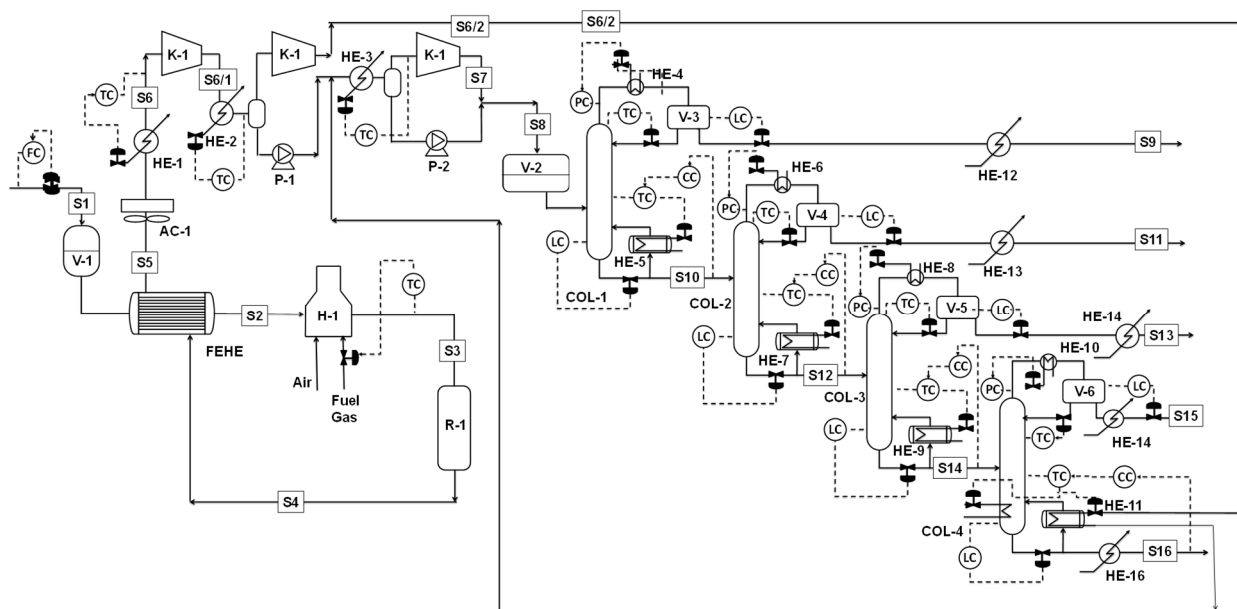 S6/2
S6/2
K-1
K-1
HE-3
K-1
S6
S6/1
S7
TC
HE-2
HE-1
TC
TC
P-1
P-2
S8
V-2
FC
S1
V-1
AC-1
S5
FEHE
S2
H-1
TC
S3
Air
Fuel
Gas
R-1
S4
HE-4
PC
TC
V-3
LC
HE-12
S9
CC
TC
LC
HE-5
COL-1
S10
HE-6
PC
TC
V-4
LC
HE-13
S11
CC
TC
COL-2
LC
HE-7
S12
HE-8
PC
TC
V-5
LC
HE-14
S13
CC
TC
COL-3
LC
HE-9
S14
HE-10
PC
V-6
LC
S15
HE-14
TC
TC
CC
HE-11
COL-4
LC
HE-16
S16